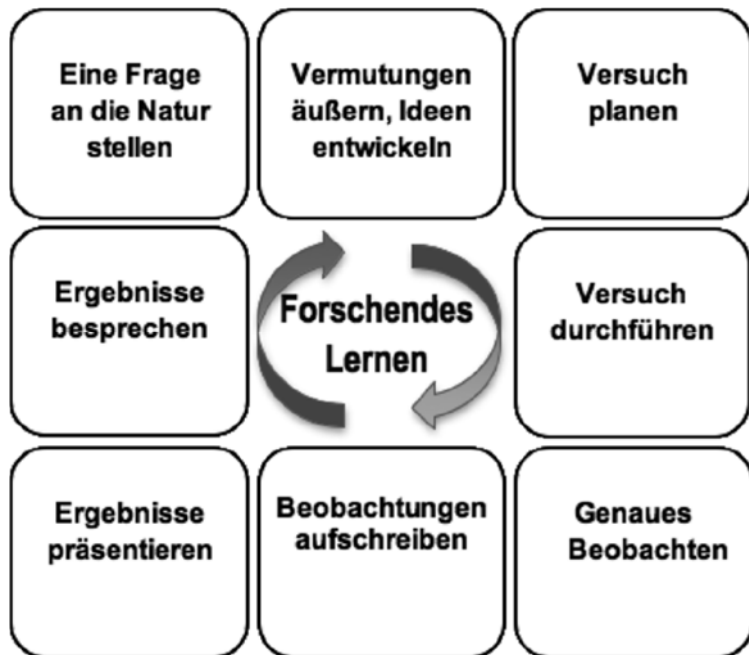 Eine Frage
an die Natur
stellen
Vermutungen
äußern, Ideen
entwickeln
Versuch
planen
Ergebnisse
besprechen
Forschendes
Lernen
Versuch
durchführen
Ergebnisse
präsentieren
Beobachtungen
aufschreiben
Genaues
Beobachten